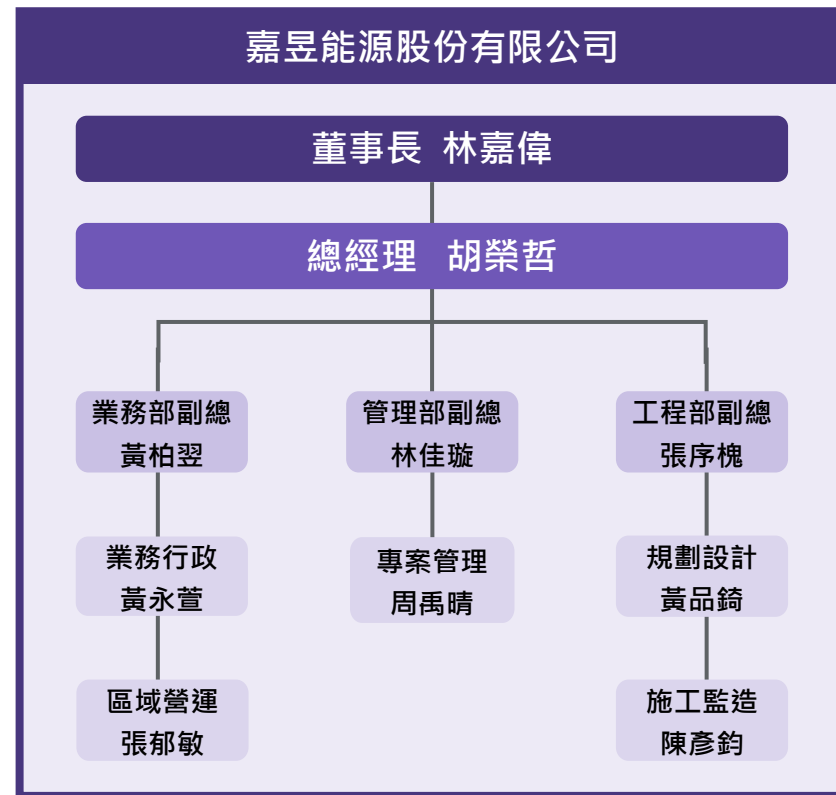 嘉昱能源股份有限公司
董事長 林嘉偉
總經理 胡榮哲
業務部副總
黃柏翌
管理部副總
林佳璇
工程部副總
張序槐
業務行政
黃永萱
專案管理
周禹晴
規劃設計
黃品錡
區域營運
張郁敏
施工監造
陳彥鈞